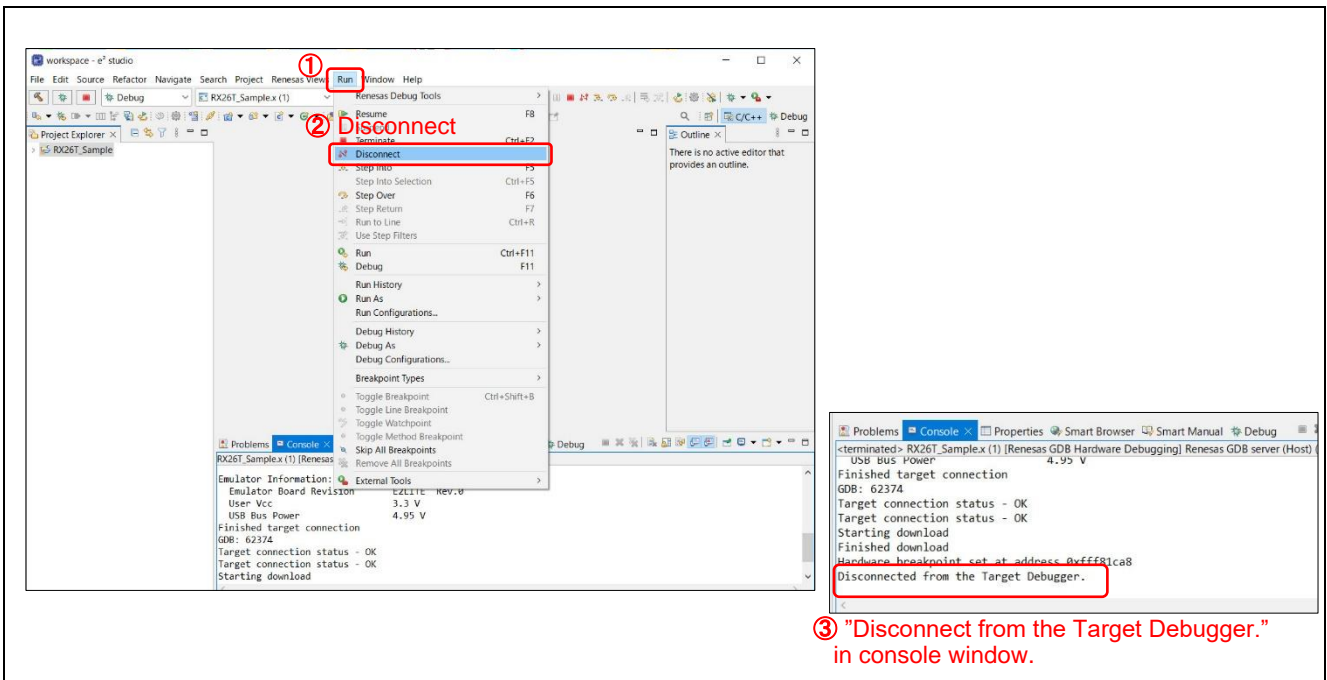 workspace - e² studio
①
File Edit Source Refactor Navigate Search Project Renesas Views Run Window Help
Debug RX26T_Sample.x (1)
Renesas Debug Tools
Resume F8
② Disconnect
C/C++ Debug
Project Explorer
Terminate Ctrl+F2
Outline
RX26T_Sample
Disconnect
There is no active editor that
provides an outline.
Step Into F5
Step Into Selection Ctrl+F5
Step Over F6
Step Return F7
Run to Line Ctrl+R
Use Step Filters
Run Ctrl+F11
Debug F11
Run History
Run As
Run Configurations...
Debug History
Debug As
Debug Configurations...
Breakpoint Types
Toggle Breakpoint Ctrl+Shift+B
Toggle Line Breakpoint
Toggle Watchpoint
Toggle Method Breakpoint
Skip All Breakpoints
Remove All Breakpoints
External Tools
Problems Console Debug
RX26T_Sample.x (1) [Renesas
Emulator Information:
Emulator Board Revision E2LITE Rev.0
User Vcc 3.3 V
USB Bus Power 4.95 V
Finished target connection
GDB: 62374
Target connection status - OK
Target connection status - OK
Starting download
Problems Console Properties Smart Browser Smart Manual Debug
<terminated> RX26T_Sample.x (1) [Renesas GDB Hardware Debugging] Renesas GDB server (Host) (
USB Bus Power 4.95 V
Finished target connection
GDB: 62374
Target connection status - OK
Target connection status - OK
Starting download
Finished download
Hardware breakpoint set at address 0xfff81ca8
Disconnected from the Target Debugger.
③ ”Disconnect from the Target Debugger.”
in console window.